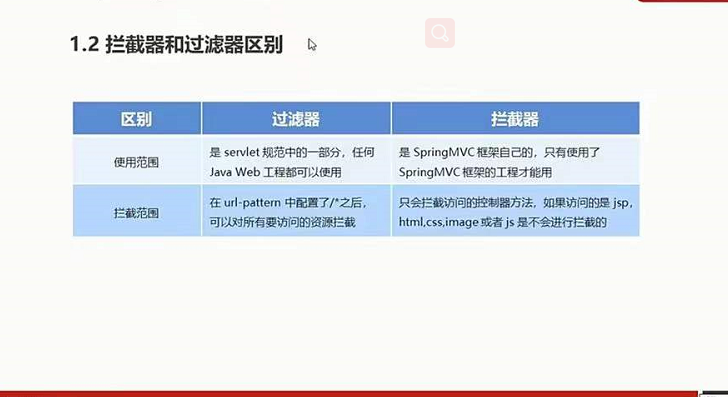 1.2 拦截器和过滤器区别
区别 过滤器 拦截器
使用范围
是 servlet 规范中的一部分，任何
Java Web 工程都可以使用
是 SpringMVC 框架自己的，只有使用了
SpringMVC 框架的工程才能用
拦截范围
在 url-pattern 中配置了/*之后，
可以对所有要访问的资源拦截
只会拦截访问的控制器方法，如果访问的是 jsp，
html,css,image 或者 js 是不会进行拦截的